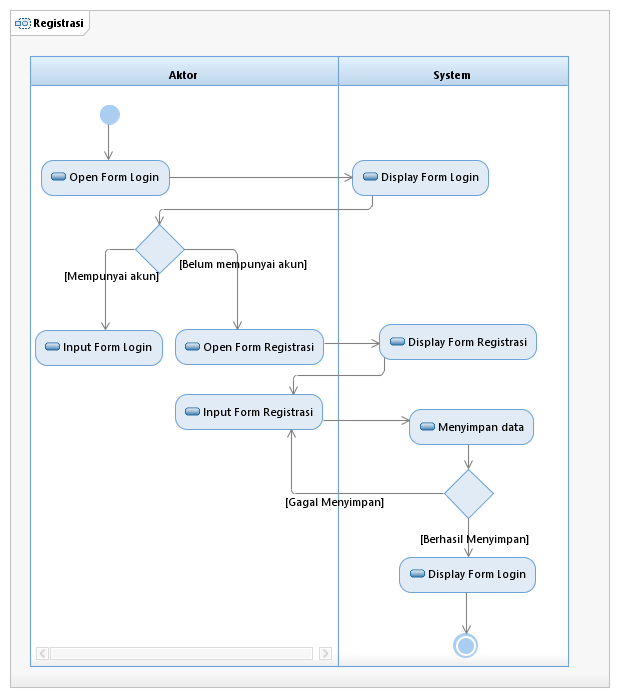 Registrasi
Aktor
System
Open Form Login
Display Form Login
[Belum mempunyai akun]
[Mempunyai akun]
Input Form Login
Open Form Registrasi
Display Form Registrasi
Input Form Registrasi
Menyimpan data
[Gagal Menyimpan]
[Berhasil Menyimpan]
Display Form Login